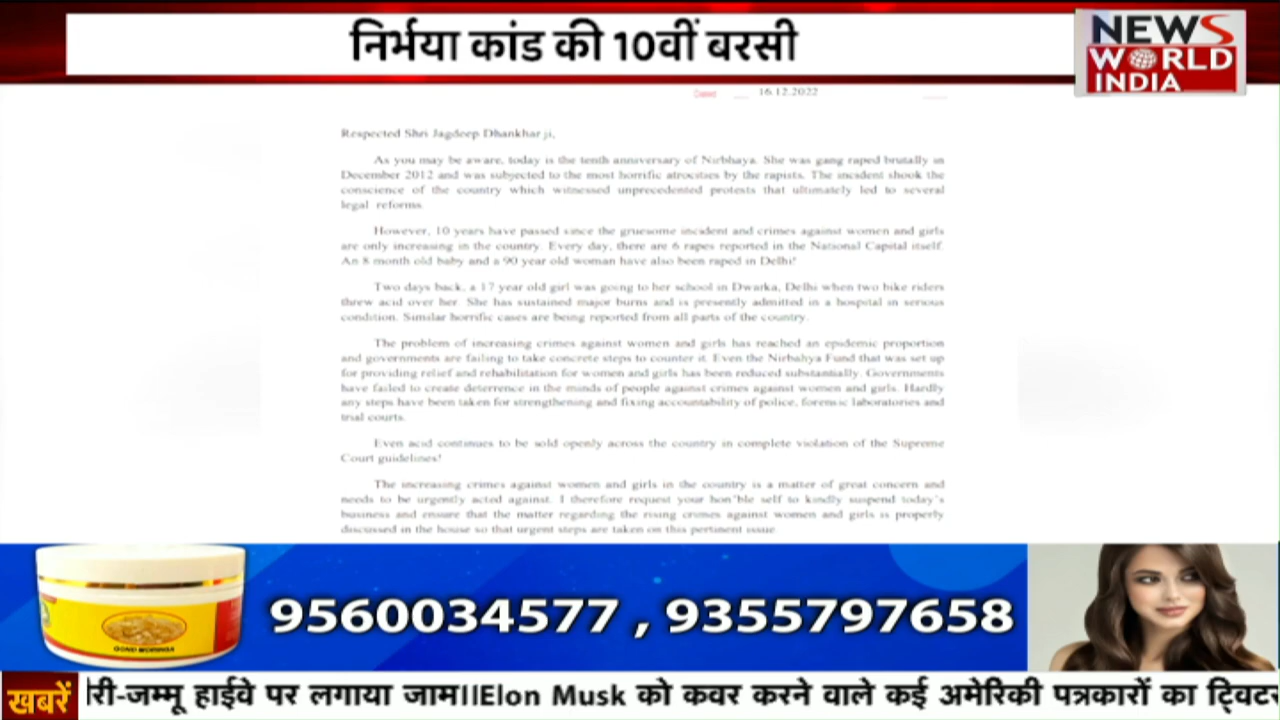 निर्भया कांड की 10वीं बरसी
NEWS
WORLD
INDIA
Dated
16.12.2022
Respected Shri Jagdeep Dhankhar ji,
As you may be aware, today is the tenth anniversary of Nirbhaya. She was gang raped brutally in
December 2012 and was subjected to the most horrific atrocities by the rapists. The incident shook the
conscience of the country which witnessed unprecedented protests that ultimately led to several
legal reforms.
However, 10 years have passed since the gruesome incident and crimes against women and girls
are only increasing in the country. Every day, there are 6 rapes reported in the National Capital itself.
An 8 month old baby and a 90 year old woman have also been raped in Delhi!
Two days back, a 17 year old girl was going to her school in Dwarka, Delhi when two bike riders
threw acid over her. She has sustained major burns and is presently admitted in a hospital in serious
condition. Similar horrific cases are being reported from all parts of the country.
The problem of increasing crimes against women and girls has reached an epidemic proportion
and governments are failing to take concrete steps to counter it. Even the Nirbahya Fund that was set up
for providing relief and rehabilitation for women and girls has been reduced substantially. Governments
have failed to create deterrence in the minds of people against crimes against women and girls. Hardly
any steps have been taken for strengthening and fixing accountability of police, forensic laboratories and
trial courts.
Even acid continues to be sold openly across the country in complete violation of the Supreme
Court guidelines!
The increasing crimes against women and girls in the country is a matter of great concern and
needs to be urgently acted against. I therefore request your hon'ble self to kindly suspend today's
business and ensure that the matter regarding the rising crimes against women and girls is properly
discussed in the house so that urgent steps are taken on this pertinent issue.
GOND MORINGA
9560034577 , 9355797658
खबरें
री-जम्मू हाईवे पर लगाया जाम||Elon Musk को कवर करने वाले कई अमेरिकी पत्रकारों का ट्विटर